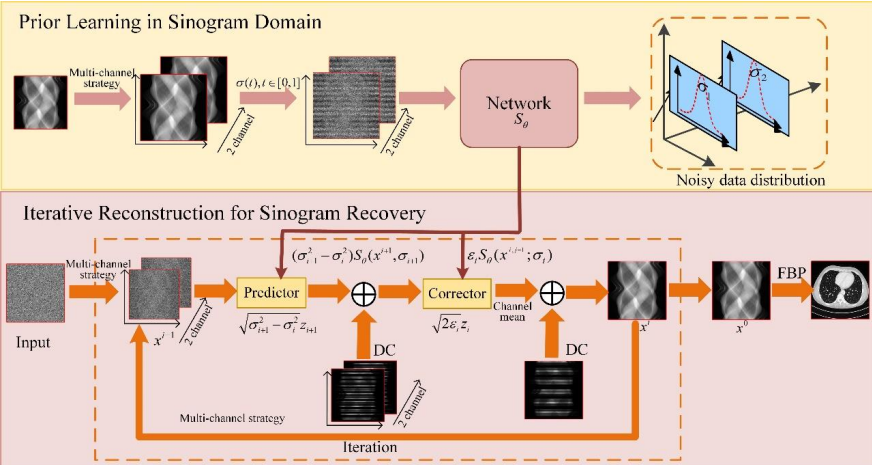 Prior Learning in Sinogram Domain
Multi-channel
strategy
2 channel
σ(t), t∈[0,1]
2 channel
Network
S_θ
σ₁
σ₂
Noisy data distribution
Iterative Reconstruction for Sinogram Recovery
Input
Multi-channel
strategy
x^{i-1}
2 channel
(σ²_{i-1} − σ²_i)S_θ(x^{i+1}, σ_{i+1})
Predictor
√(σ²_{i+1} − σ²_i) z_{i+1}
DC
2 channel
ε_i S_θ(x^{i,j-1}; σ_i)
Corrector
√(2ε_i) z_i
Channel
mean
DC
x^i
x^0
FBP
Multi-channel strategy
Iteration